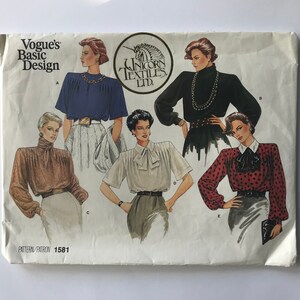 Vogue's
Basic
Design
UNICORN
TEXTILES,
LTD.
A
B
C
PATTERN/PATRON 1581